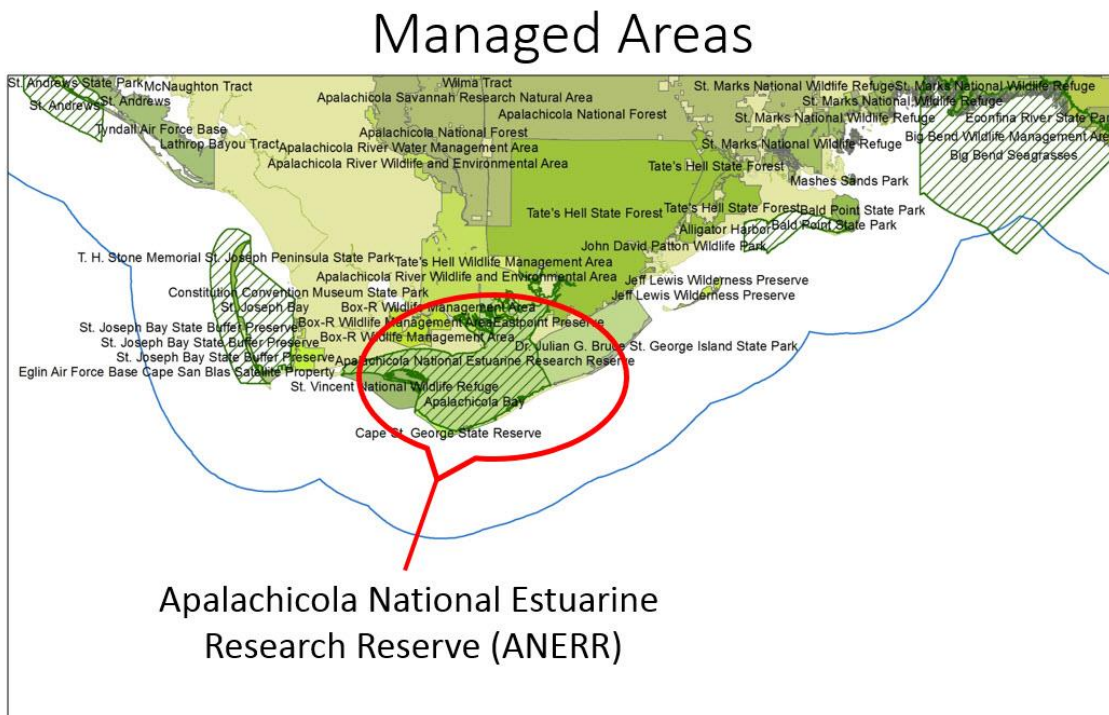 Managed Areas
St. Andrews State Park
McNaughton Tract
Wilma Tract
St. Marks National Wildlife Refuge
St. Marks National Wildlife Refuge
St. Andrews
St. Andrews
Apalachicola Savannah Research Natural Area
St. Marks National Wildlife Refuge
Apalachicola National Forest
St. Marks National Wildlife Refuge
Econfina River State Park
Tyndall Air Force Base
Apalachicola National Forest
Big Bend Wildlife Management Area
Lathrop Bayou Tract
Apalachicola River Water Management Area
St. Marks National Wildlife Refuge
Big Bend Seagrasses
Apalachicola River Wildlife and Environmental Area
Tate's Hell State Forest
Mashes Sands Park
Tate's Hell State Forest
Tate's Hell State Forest
Bald Point State Park
Alligator Harbor
Bald Point State Park
John David Patton Wildlife Park
T. H. Stone Memorial St. Joseph Peninsula State Park
Tate's Hell Wildlife Management Area
Apalachicola River Wildlife and Environmental Area
Jeff Lewis Wilderness Preserve
Constitution Convention Museum State Park
Jeff Lewis Wilderness Preserve
St. Joseph Bay
Box-R Wildlife Management Area
Box-R Wildlife Management Area
Eastpoint Preserve
St. Joseph Bay State Buffer Preserve
Box-R Wildlife Management Area
St. Joseph Bay State Buffer Preserve
Dr. Julian G. Bruce St. George Island State Park
St. Joseph Bay State Buffer Preserve
Apalachicola National Estuarine Research Reserve
Eglin Air Force Base Cape San Blas Satellite Property
St. Vincent National Wildlife Refuge
Apalachicola Bay
Cape St. George State Reserve
Apalachicola National Estuarine
Research Reserve (ANERR)